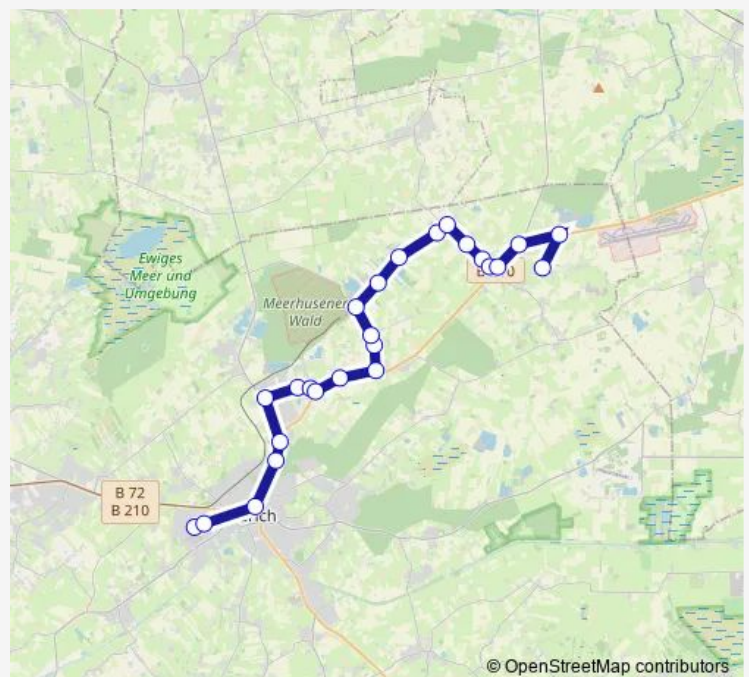 Ewiges
Meer und
Umgebung
Meerhusener
Wald
B 72
B 210
© OpenStreetMap contributors